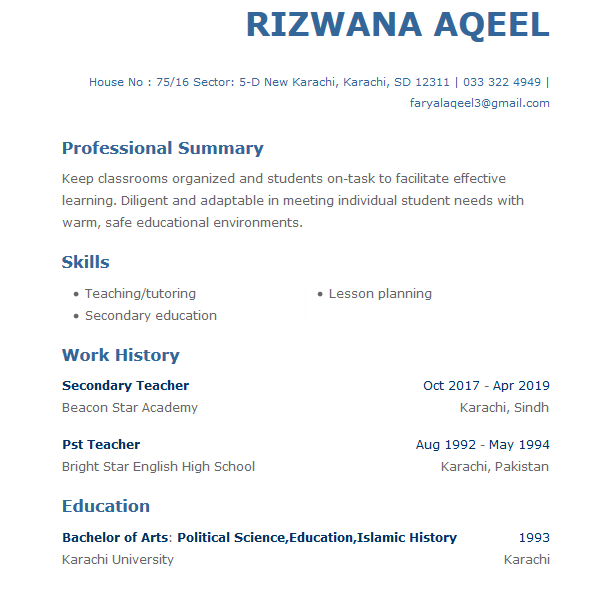 RIZWANA AQEEL
House No : 75/16 Sector: 5-D New Karachi, Karachi, SD 12311 | 033 322 4949 |
faryalaqeel3@gmail.com
Professional Summary
Keep classrooms organized and students on-task to facilitate effective
learning. Diligent and adaptable in meeting individual student needs with
warm, safe educational environments.
Skills
• Teaching/tutoring • Lesson planning
• Secondary education
Work History
Secondary Teacher Oct 2017 - Apr 2019
Beacon Star Academy Karachi, Sindh
Pst Teacher Aug 1992 - May 1994
Bright Star English High School Karachi, Pakistan
Education
Bachelor of Arts: Political Science,Education,Islamic History 1993
Karachi University Karachi